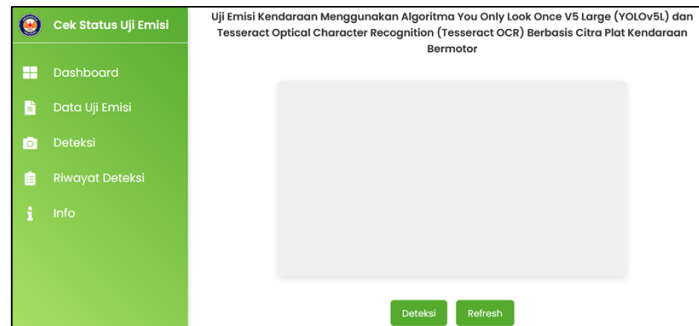 Cek Status Uji Emisi
Dashboard
Data Uji Emisi
Deteksi
Riwayat Deteksi
Info
Uji Emisi Kendaraan Menggunakan Algoritma You Only Look Once V5 Large (YOLOv5L) dan
Tesseract Optical Character Recognition (Tesseract OCR) Berbasis Citra Plat Kendaraan
Bermotor
Deteksi
Refresh